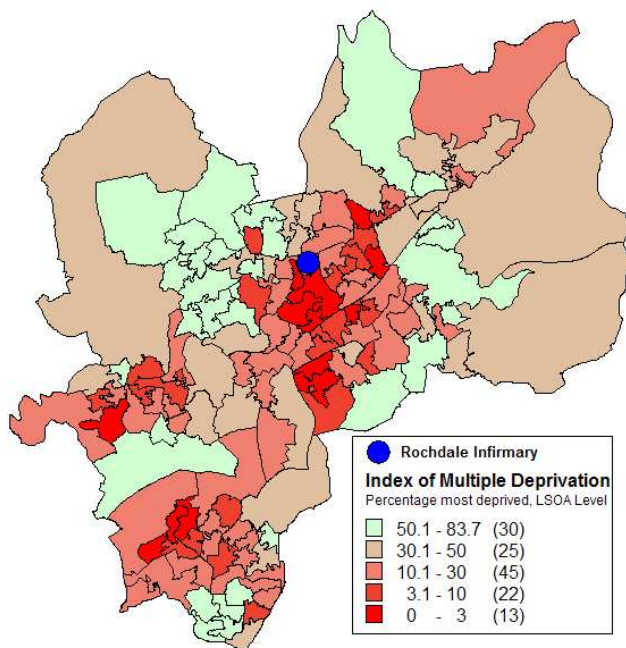 Rochdale Infirmary
Index of Multiple Deprivation
Percentage most deprived, LSOA Level
50.1 - 83.7 (30)
30.1 - 50 (25)
10.1 - 30 (45)
3.1 - 10 (22)
0 - 3 (13)